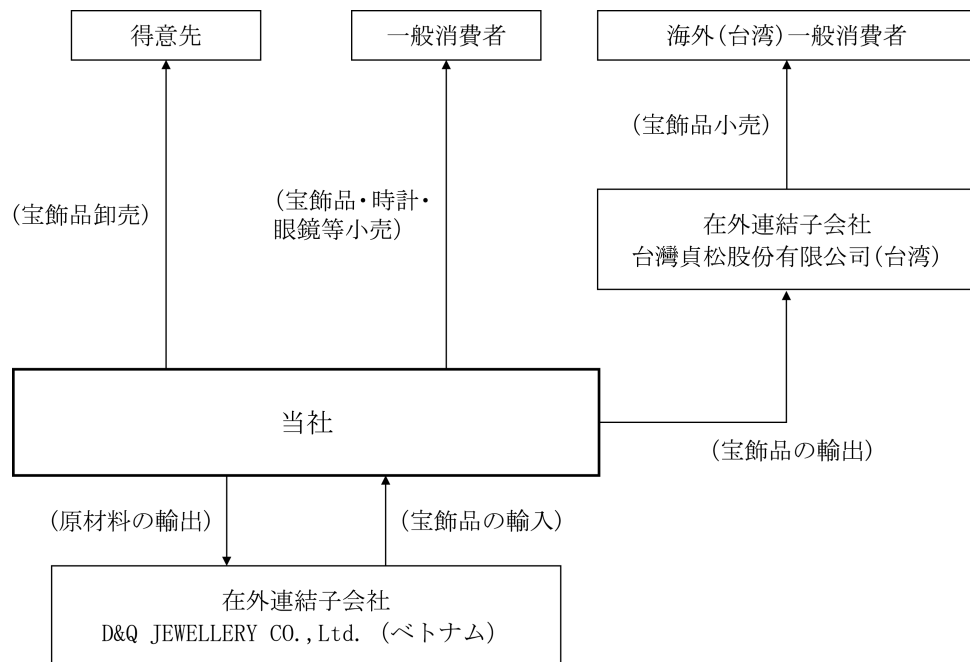 得意先
一般消費者
海外(台湾)一般消費者
(宝飾品小売)
(宝飾品卸売)
(宝飾品・時計・
眼鏡等小売)
在外連結子会社
台灣貞松股份有限公司(台湾)
当社
(宝飾品の輸出)
(原材料の輸出)
(宝飾品の輸入)
在外連結子会社
D&Q JEWELLERY CO.,Ltd. (ベトナム)